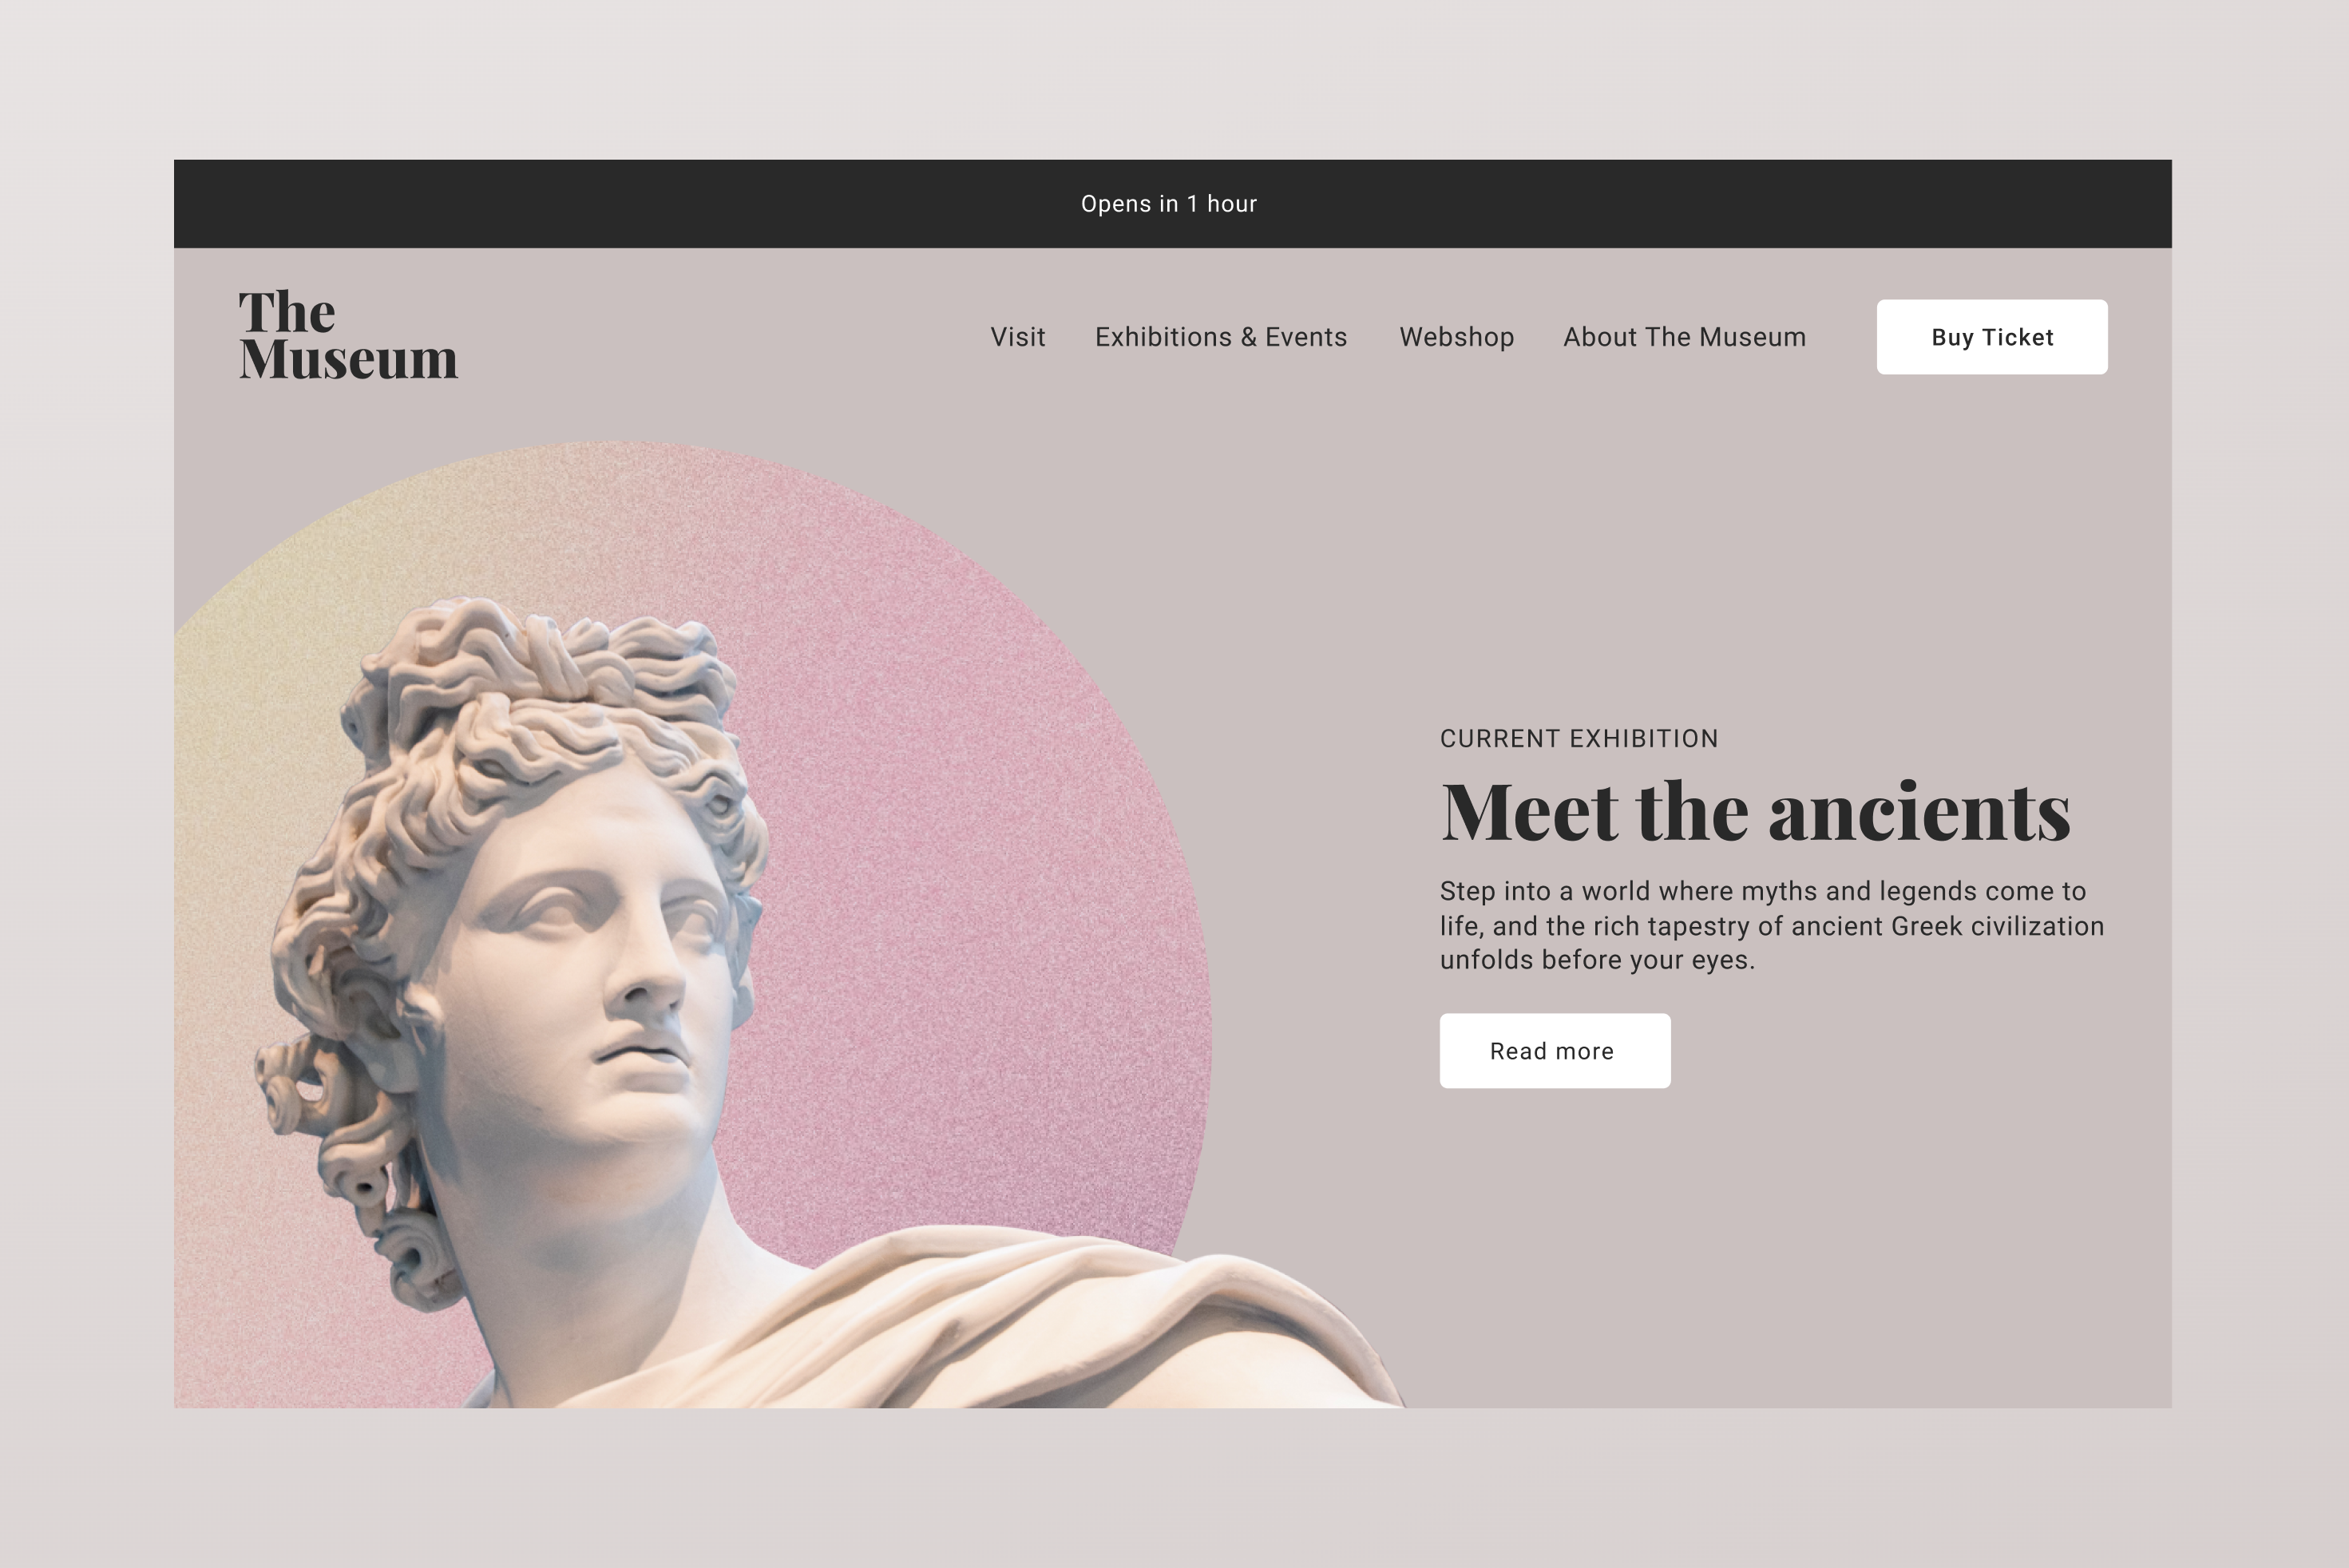 Opens in 1 hour
The
Museum
Visit
Exhibitions & Events
Webshop
About The Museum
Buy Ticket
CURRENT EXHIBITION
Meet the ancients
Step into a world where myths and legends come to
life, and the rich tapestry of ancient Greek civilization
unfolds before your eyes.
Read more